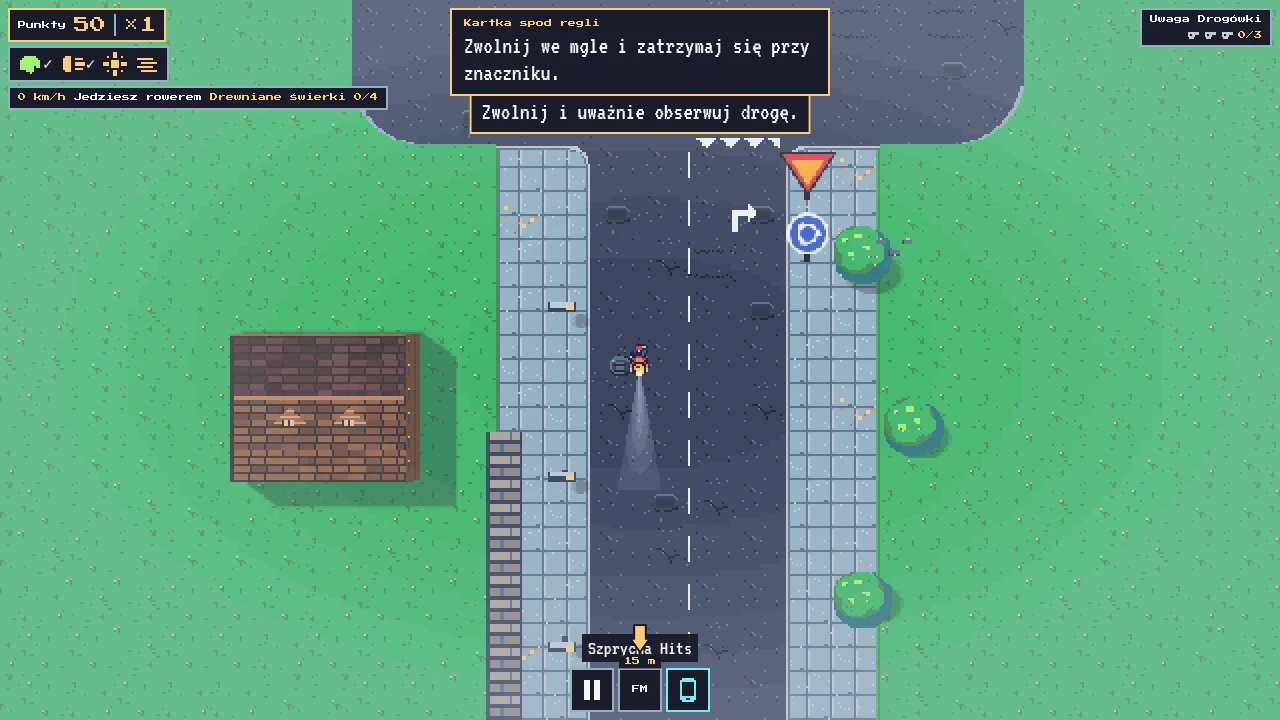 Punkty 50 ×1
Kartka spod regli
Zwolnij we mgle i zatrzymaj się przy
znaczniku.
Zwolnij i uważnie obserwuj drogę.
Uwaga Drogówki
0/3
0 km/h Jedziesz rowerem Drewniane świerki 0/4
Szprycha Hits
15 m
FM